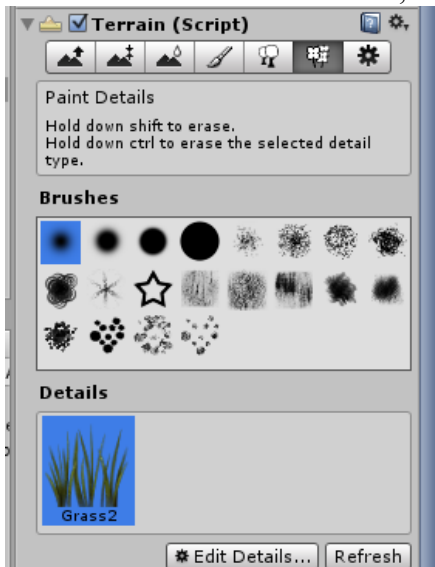 Terrain (Script)
Paint Details
Hold down shift to erase.
Hold down ctrl to erase the selected detail
type.
Brushes
Details
Grass2
Edit Details... Refresh